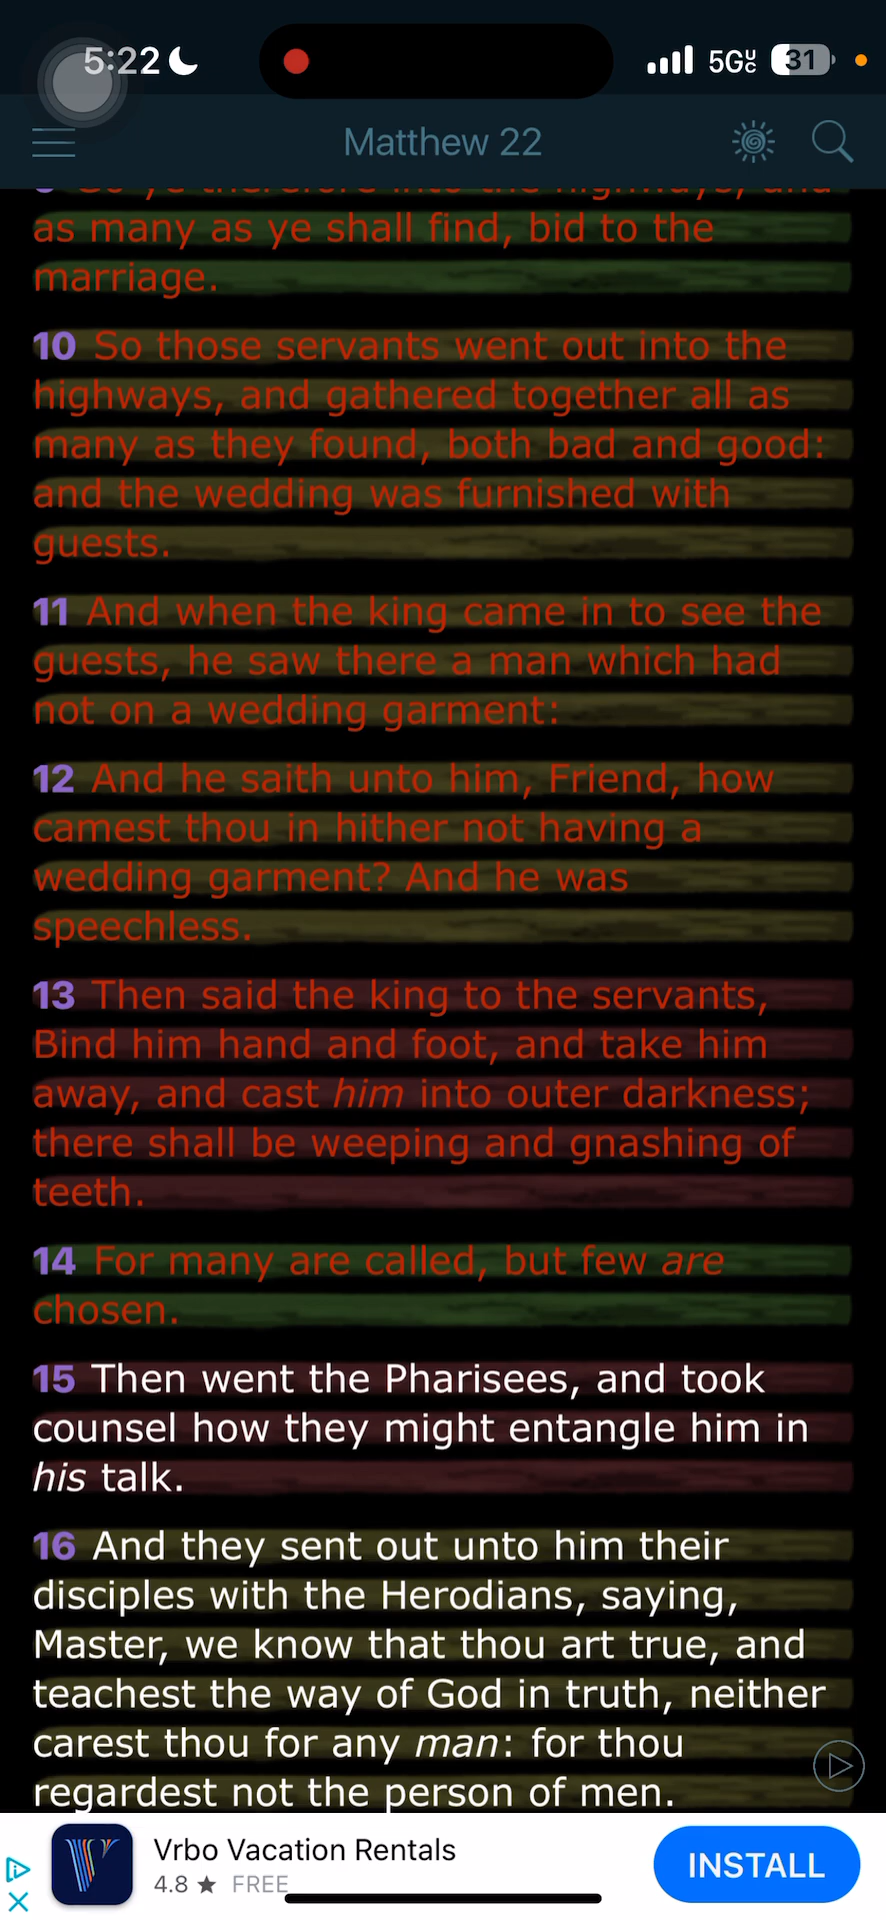 5:22
5G
31
Matthew 22
as many as ye shall find, bid to the
marriage.
10 So those servants went out into the
highways, and gathered together all as
many as they found, both bad and good:
and the wedding was furnished with
guests.
11 And when the king came in to see the
guests, he saw there a man which had
not on a wedding garment:
12 And he saith unto him, Friend, how
camest thou in hither not having a
wedding garment? And he was
speechless.
13 Then said the king to the servants,
Bind him hand and foot, and take him
away, and cast him into outer darkness;
there shall be weeping and gnashing of
teeth.
14 For many are called, but few are
chosen.
15 Then went the Pharisees, and took
counsel how they might entangle him in
his talk.
16 And they sent out unto him their
disciples with the Herodians, saying,
Master, we know that thou art true, and
teachest the way of God in truth, neither
carest thou for any man: for thou
regardest not the person of men.
Vrbo Vacation Rentals
4.8 ★ FREE
INSTALL